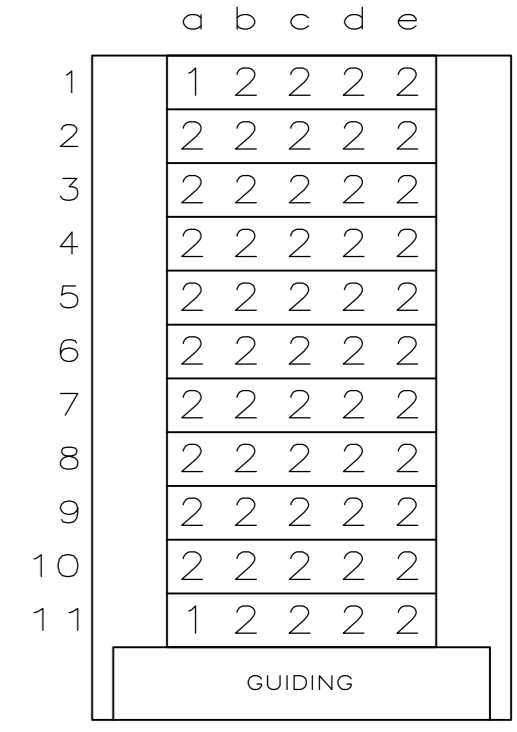 a b c d e
1 1 2 2 2 2
2 2 2 2 2 2
3 2 2 2 2 2
4 2 2 2 2 2
5 2 2 2 2 2
6 2 2 2 2 2
7 2 2 2 2 2
8 2 2 2 2 2
9 2 2 2 2 2
10 2 2 2 2 2
11 1 2 2 2 2
GUIDING